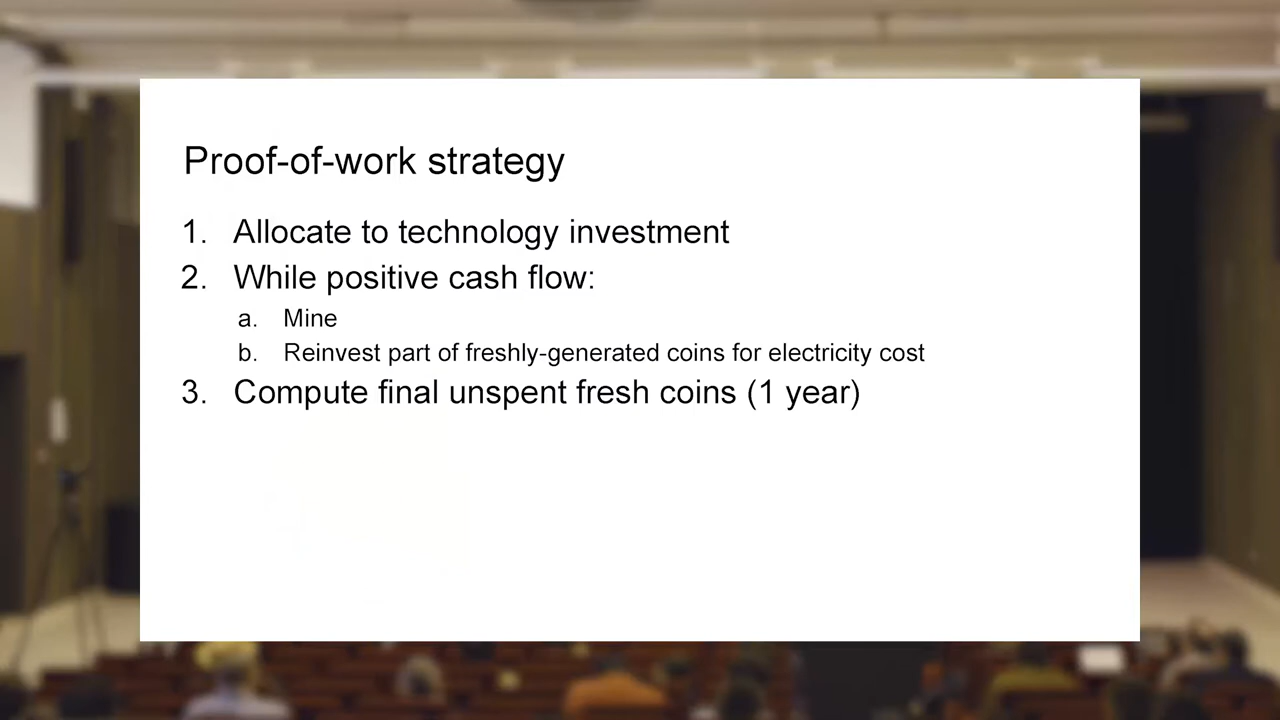 Proof-of-work strategy
1. Allocate to technology investment
2. While positive cash flow:
a. Mine
b. Reinvest part of freshly-generated coins for electricity cost
3. Compute final unspent fresh coins (1 year)